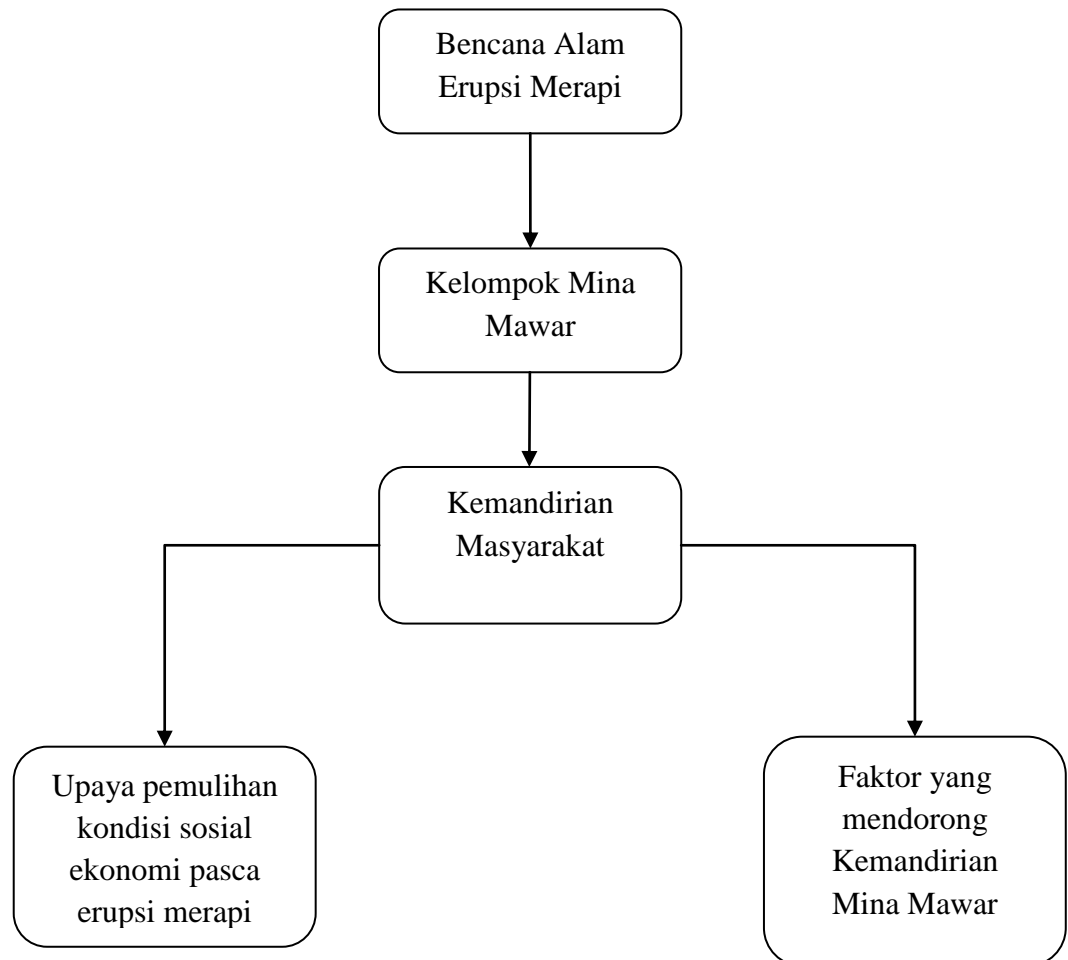 Bencana Alam
Erupsi Merapi
Kelompok Mina
Mawar
Kemandirian
Masyarakat
Upaya pemulihan
kondisi sosial
ekonomi pasca
erupsi merapi
Faktor yang
mendorong
Kemandirian
Mina Mawar